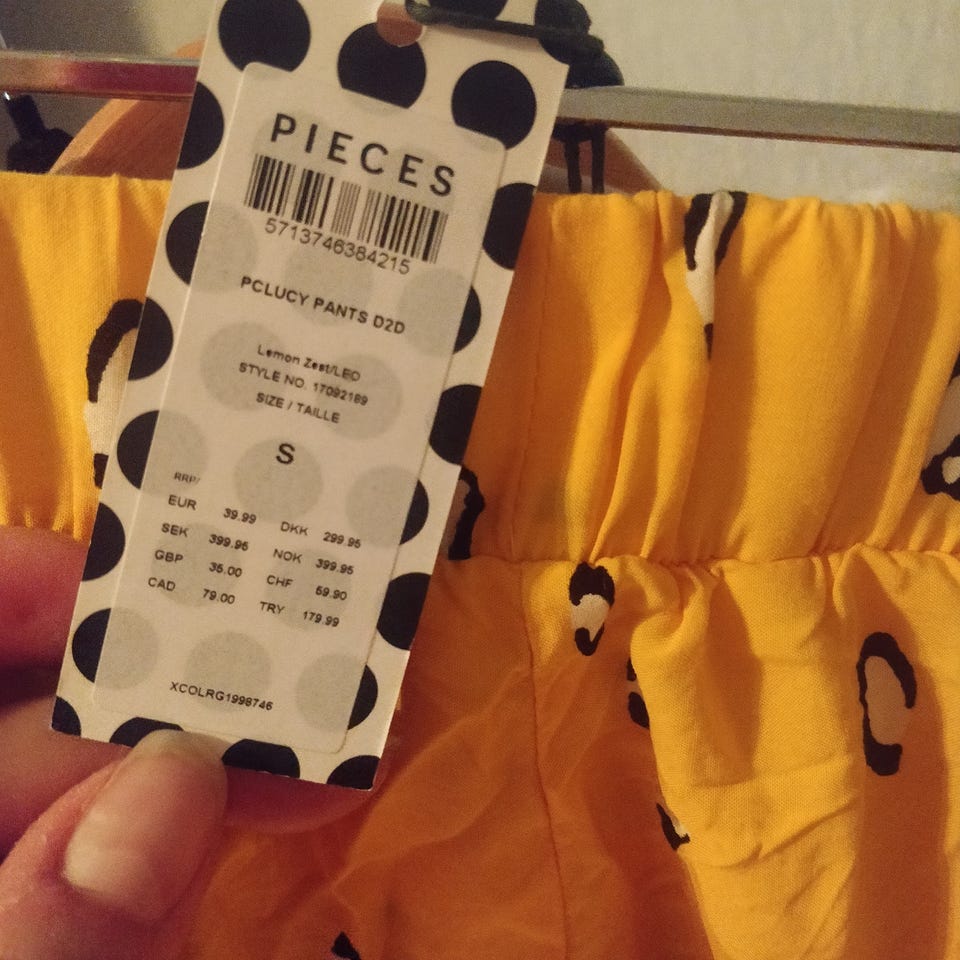 PIECES
5713746384215
PCLUCY PANTS D2D
Lemon Zest/LEO
STYLE NO. 17092189
SIZE / TAILLE
S
RRP/
EUR 39.99 DKK 299.95
SEK 399.95 NOK 399.95
GBP 35.00 CHF 59.90
CAD 79.00 TRY 179.99
XCOLRG1998746